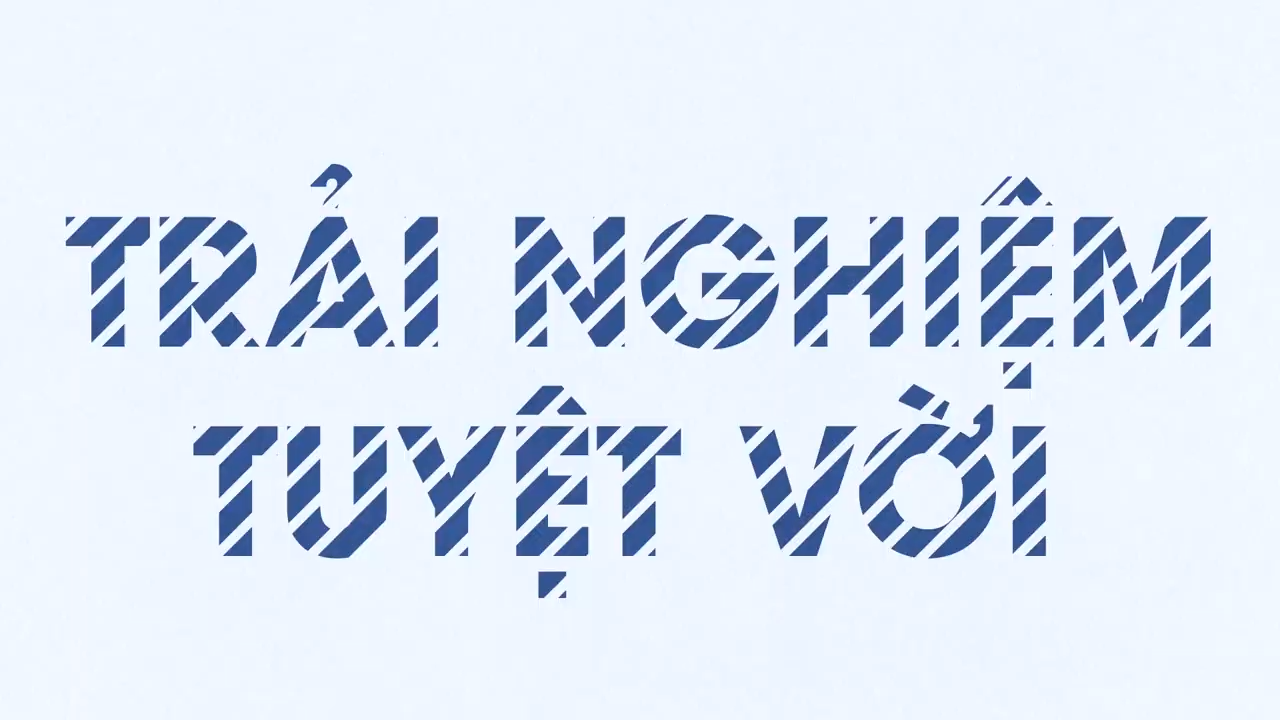 TRẢI NGHIỆM
TUYỆT VỜI